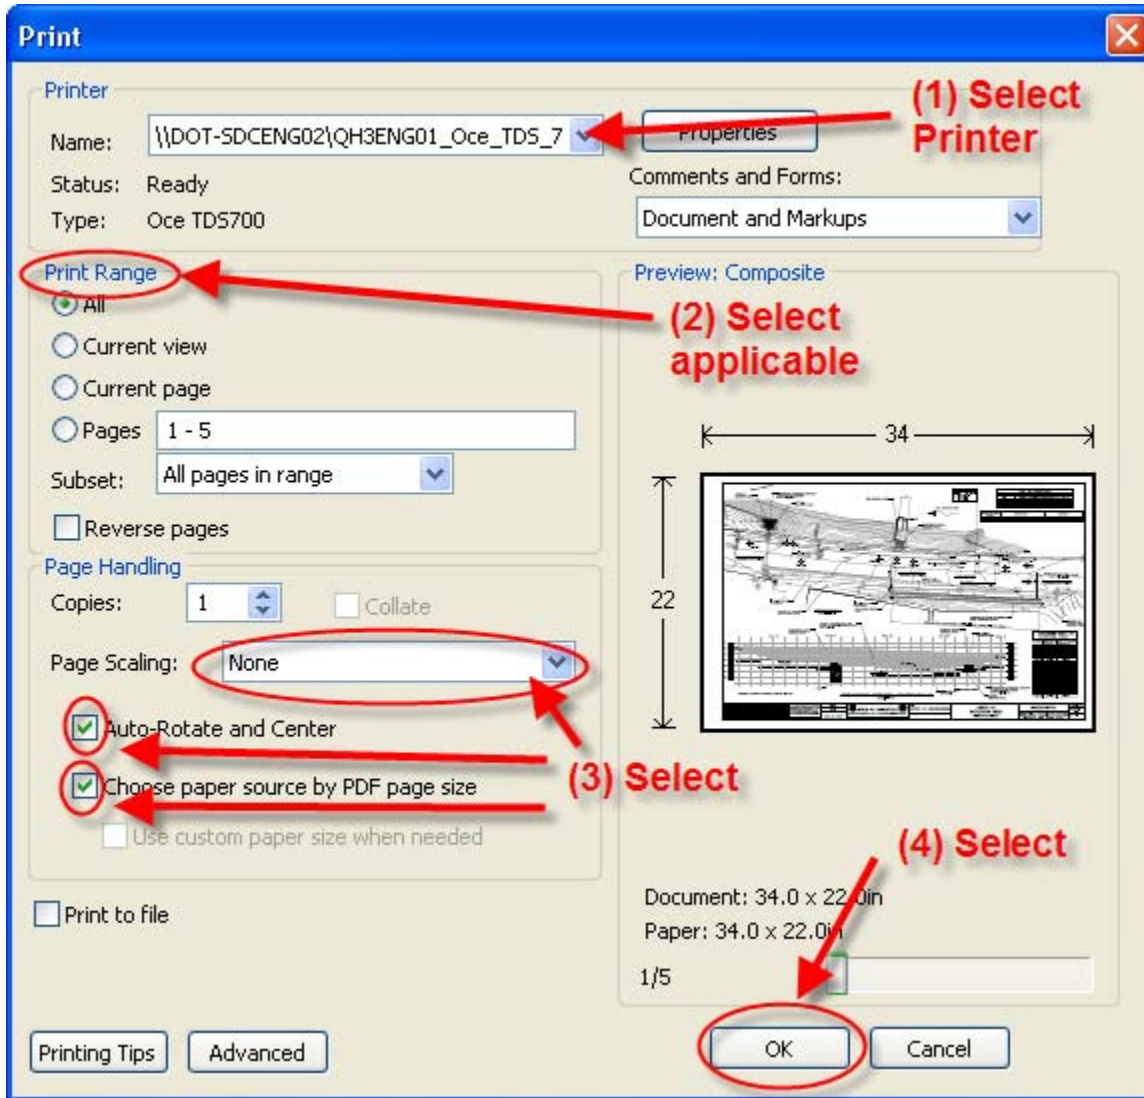 Print
Printer
Name: \\DOT-SDCENG02\QH3ENG01_Oce_TDS_7
Properties
(1) Select
Printer
Status: Ready
Comments and Forms:
Type: Oce TDS700
Document and Markups
Print Range
All
Current view
Current page
Pages 1 - 5
Subset: All pages in range
Reverse pages
(2) Select
applicable
Preview: Composite
34
22
Page Handling
Copies: 1
Collate
Page Scaling: None
Auto-Rotate and Center
Choose paper source by PDF page size
Use custom paper size when needed
(3) Select
(4) Select
Print to file
Document: 34.0 x 22.0in
Paper: 34.0 x 22.0in
1/5
Printing Tips
Advanced
OK
Cancel